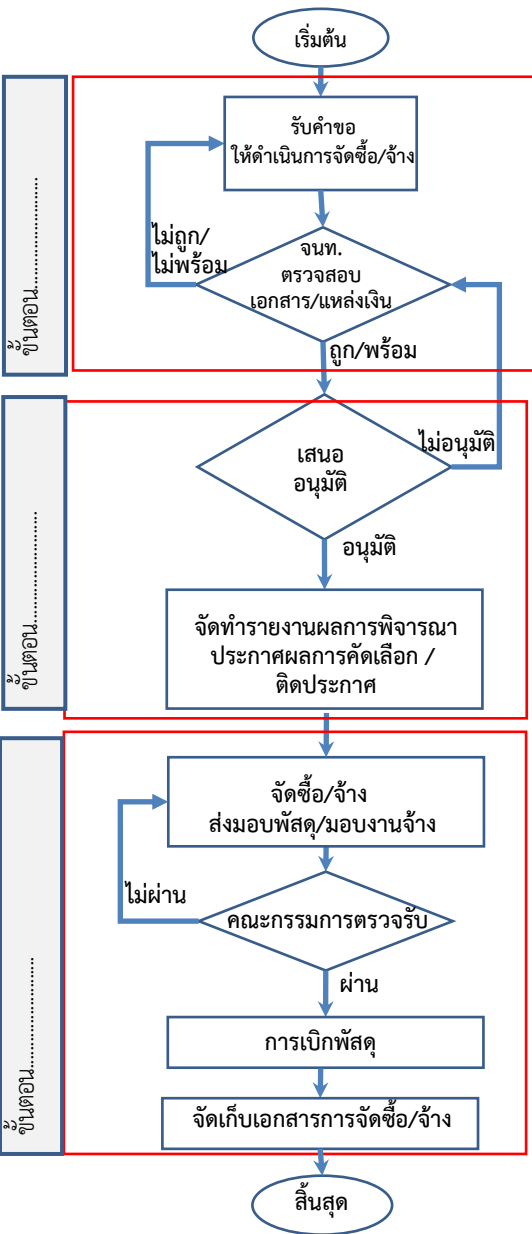 เริ่มต้น
ขั้นตอน............................
รับคำขอ
ให้ดำเนินการจัดซื้อ/จ้าง
ไม่ถูก/
ไม่พร้อม
จนท.
ตรวจสอบ
เอกสาร/แหล่งเงิน
ถูก/พร้อม
ขั้นตอน............................
เสนอ
อนุมัติ
ไม่อนุมัติ
อนุมัติ
จัดทำรายงานผลการพิจารณา
ประกาศผลการคัดเลือก /
ติดประกาศ
ขั้นตอน............................
จัดซื้อ/จ้าง
ส่งมอบพัสดุ/มอบงานจ้าง
ไม่ผ่าน
คณะกรรมการตรวจรับ
ผ่าน
การเบิกพัสดุ
จัดเก็บเอกสารการจัดซื้อ/จ้าง
สิ้นสุด